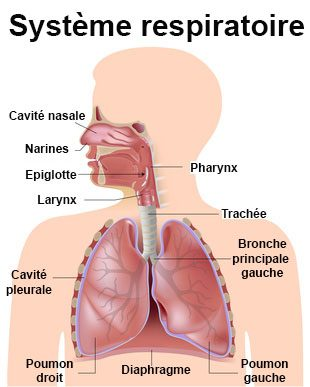 Système respiratoire
Cavité nasale
Narines
Epiglotte
Larynx
Pharynx
Trachée
Bronche
principale
gauche
Cavité
pleurale
Poumon
droit
Diaphragme
Poumon
gauche